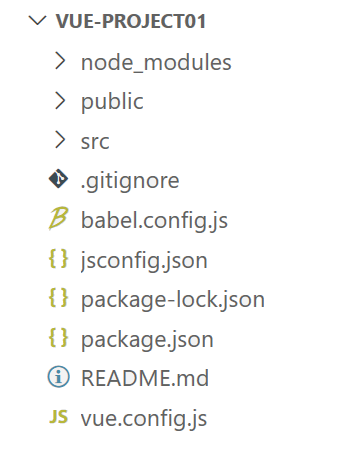 VUE-PROJECT01
node_modules
public
src
.gitignore
babel.config.js
jsconfig.json
package-lock.json
package.json
README.md
JS vue.config.js